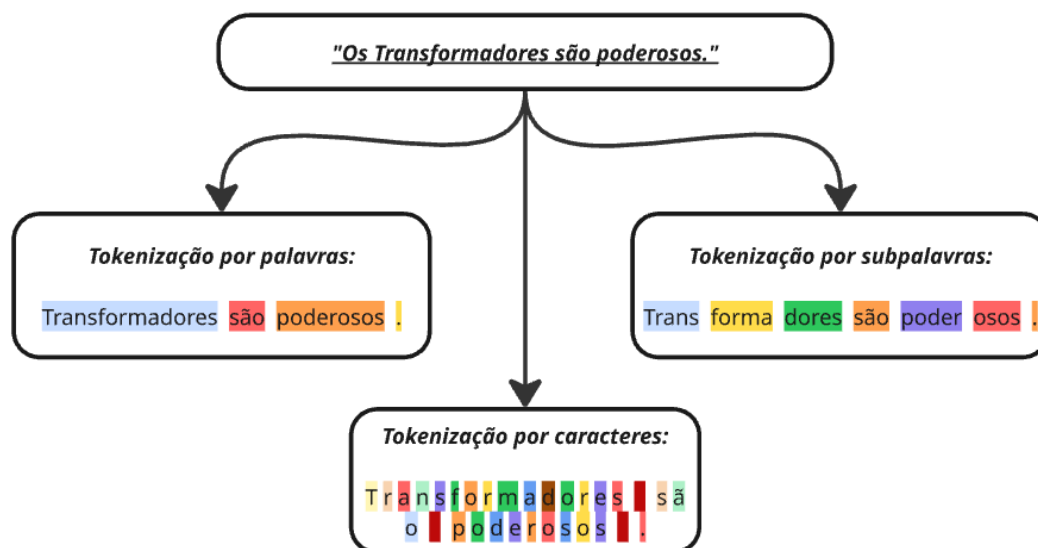 "Os Transformadores são poderosos."
Tokenização por palavras:
Transformadores são poderosos .
Tokenização por subpalavras:
Trans forma dores são poder osos .
Tokenização por caracteres:
T r a n s f o r m a d o r e s s ã
o p o d e r o s o s .